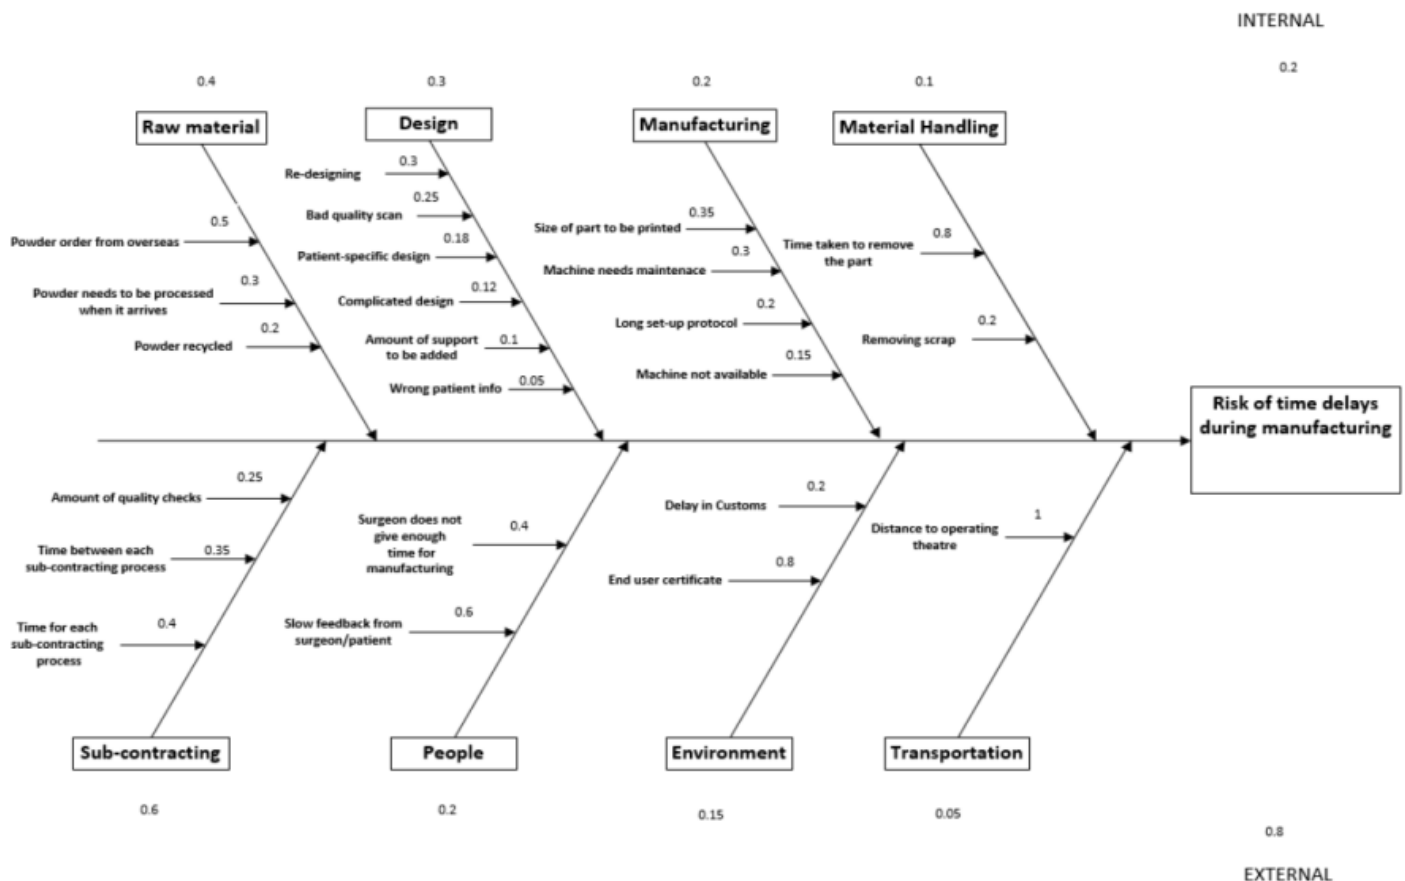 INTERNAL
0.2
0.4
0.3
0.2
0.1
Raw material
Design
Manufacturing
Material Handling
Re-designing
0.3
Bad quality scan
0.25
Patient-specific design
0.18
Complicated design
0.12
Amount of support
to be added
0.1
Wrong patient info
0.05
Powder order from overseas
0.5
Powder needs to be processed
when it arrives
0.3
Powder recycled
0.2
Size of part to be printed
0.35
Machine needs maintenace
0.3
Long set-up protocol
0.2
Machine not available
0.15
Time taken to remove
the part
0.8
Removing scrap
0.2
Risk of time delays
during manufacturing
Amount of quality checks
0.25
Time between each
sub-contracting process
0.35
Time for each
sub-contracting
process
0.4
Surgeon does not
give enough
time for
manufacturing
0.4
Slow feedback from
surgeon/patient
0.6
Delay in Customs
0.2
End user certificate
0.8
Distance to operating
theatre
1
Sub-contracting
People
Environment
Transportation
0.6
0.2
0.15
0.05
0.8
EXTERNAL